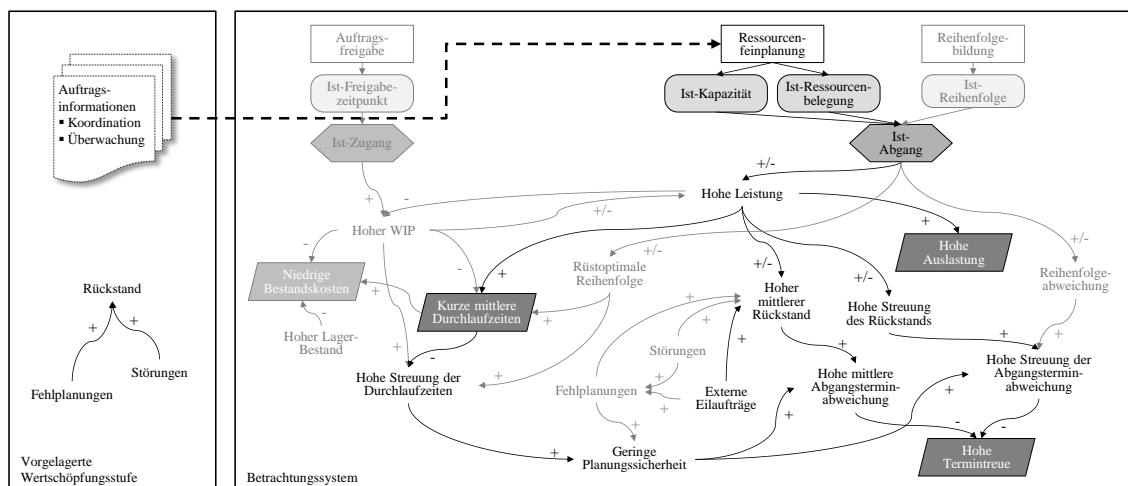 Auftrags-
informationen
▪ Koordination
▪ Überwachung
Rückstand
+
+
Störungen
Fehlplanungen
Vorgelagerte
Wertschöpfungsstufe
Auftrags-
freigabe
Ressourcen-
feinplanung
Reihenfolge-
bildung
Ist-Freigabe-
zeitpunkt
Ist-Kapazität
Ist-Ressourcen-
belegung
Ist-
Reihenfolge
Ist-Zugang
Ist-
Abgang
+/-
+
-
Hohe Leistung
+/-
+
Hoher WIP
+/-
+/-
Hohe
Auslastung
-
-
+
Rüstoptimale
Reihenfolge
+/-
+/-
Reihenfolge-
abweichung
Niedrige
Bestandskosten
+
Kurze mittlere
Durchlaufzeiten
+
Hoher
mittlerer
Rückstand
Hohe Streuung
des Rückstands
-
Hoher Lager-
Bestand
+
+
+
+
+
+
-
Störungen
+
Hohe Streuung der
Durchlaufzeiten
+
Fehlplanungen
+
+
Externe
Eilaufträge
Hohe mittlere
Abgangstermin-
abweichung
+
Hohe Streuung der
Abgangstermin-
abweichung
+
+
+
-
-
+
Geringe
Planungssicherheit
Hohe
Termintreue
Betrachtungssystem